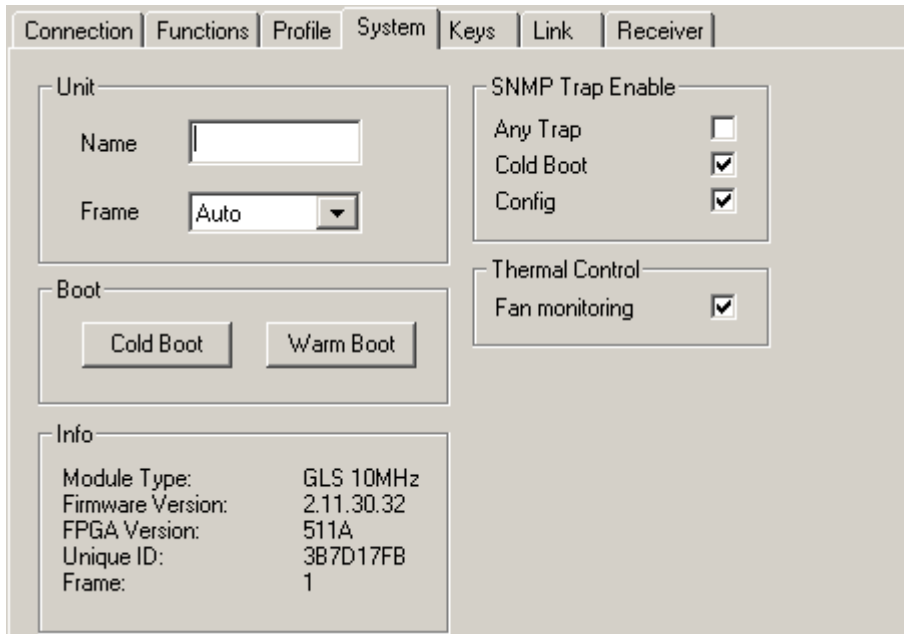 Connection Functions Profile System Keys Link Receiver
Unit
Name
Frame Auto
Boot
Cold Boot Warm Boot
Info
Module Type: GLS 10MHz
Firmware Version: 2.11.30.32
FPGA Version: 511A
Unique ID: 3B7D17FB
Frame: 1
SNMP Trap Enable
Any Trap
Cold Boot
Config
Thermal Control
Fan monitoring